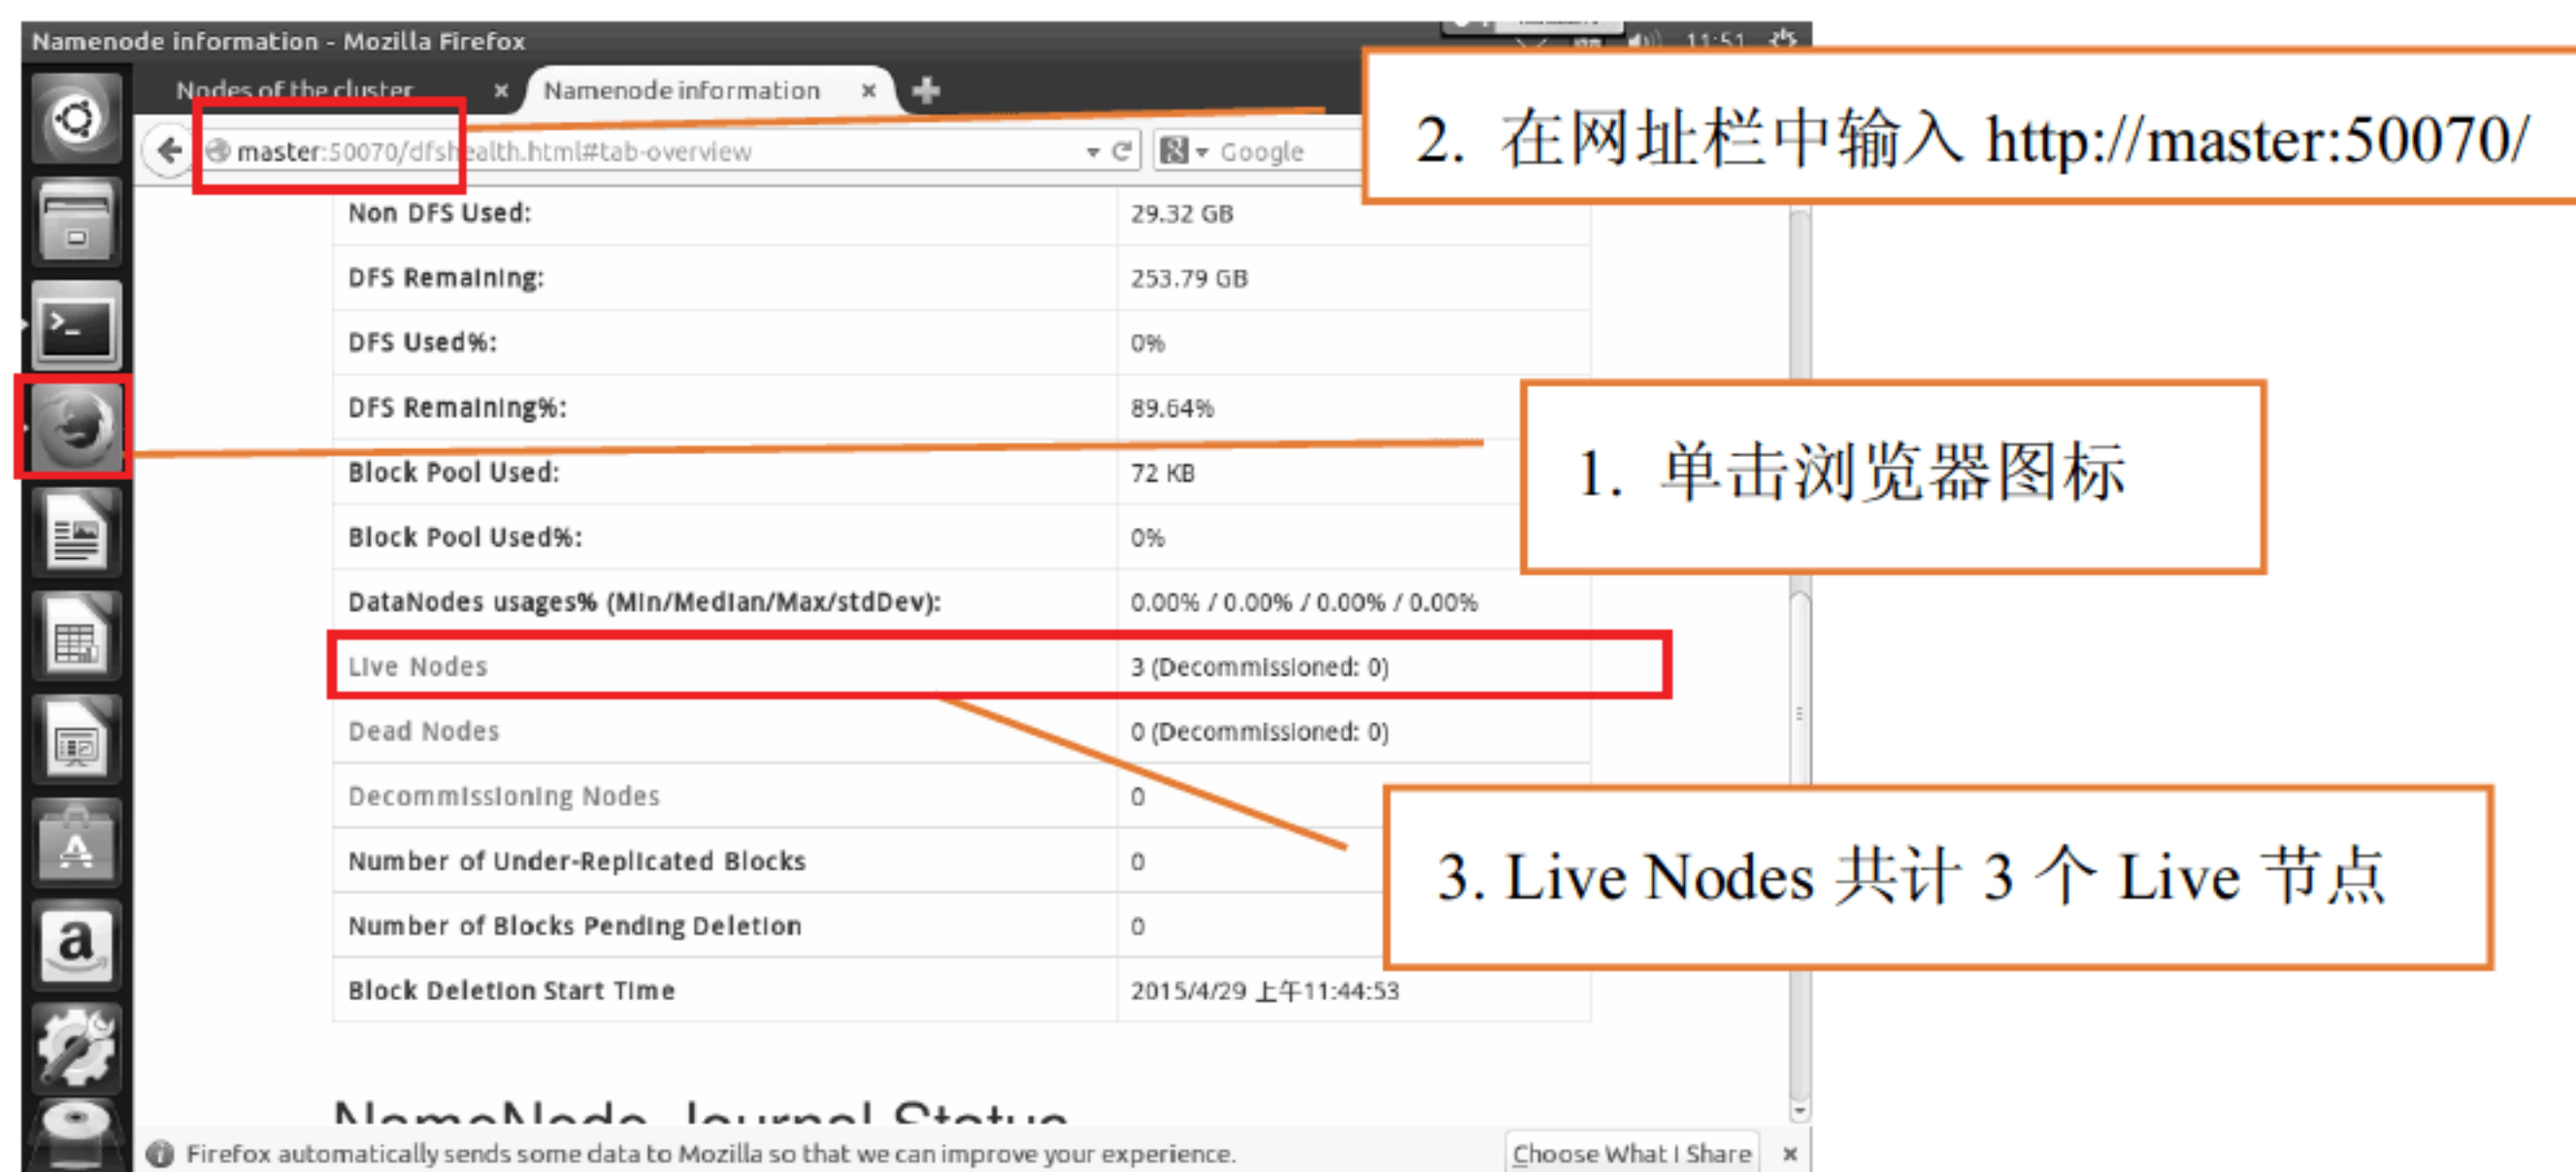 Namenode information - Mozilla Firefox
11:51
Nodes of the cluster × Namenode information ×
master:50070/dfshealth.html#tab-overview Google
2. 在网址栏中输入 http://master:50070/
Non DFS Used: 29.32 GB
DFS Remaining: 253.79 GB
DFS Used%: 0%
DFS Remaining%: 89.64%
1. 单击浏览器图标
Block Pool Used: 72 KB
Block Pool Used%: 0%
DataNodes usages% (Min/Median/Max/stdDev): 0.00% / 0.00% / 0.00% / 0.00%
Live Nodes 3 (Decommissioned: 0)
Dead Nodes 0 (Decommissioned: 0)
Decommissioning Nodes 0
Number of Under-Replicated Blocks 0
3. Live Nodes 共计 3 个 Live 节点
Number of Blocks Pending Deletion 0
Block Deletion Start Time 2015/4/29 上午11:44:53
NameNode Journal Status
Firefox automatically sends some data to Mozilla so that we can improve your experience. Choose What I Share ×